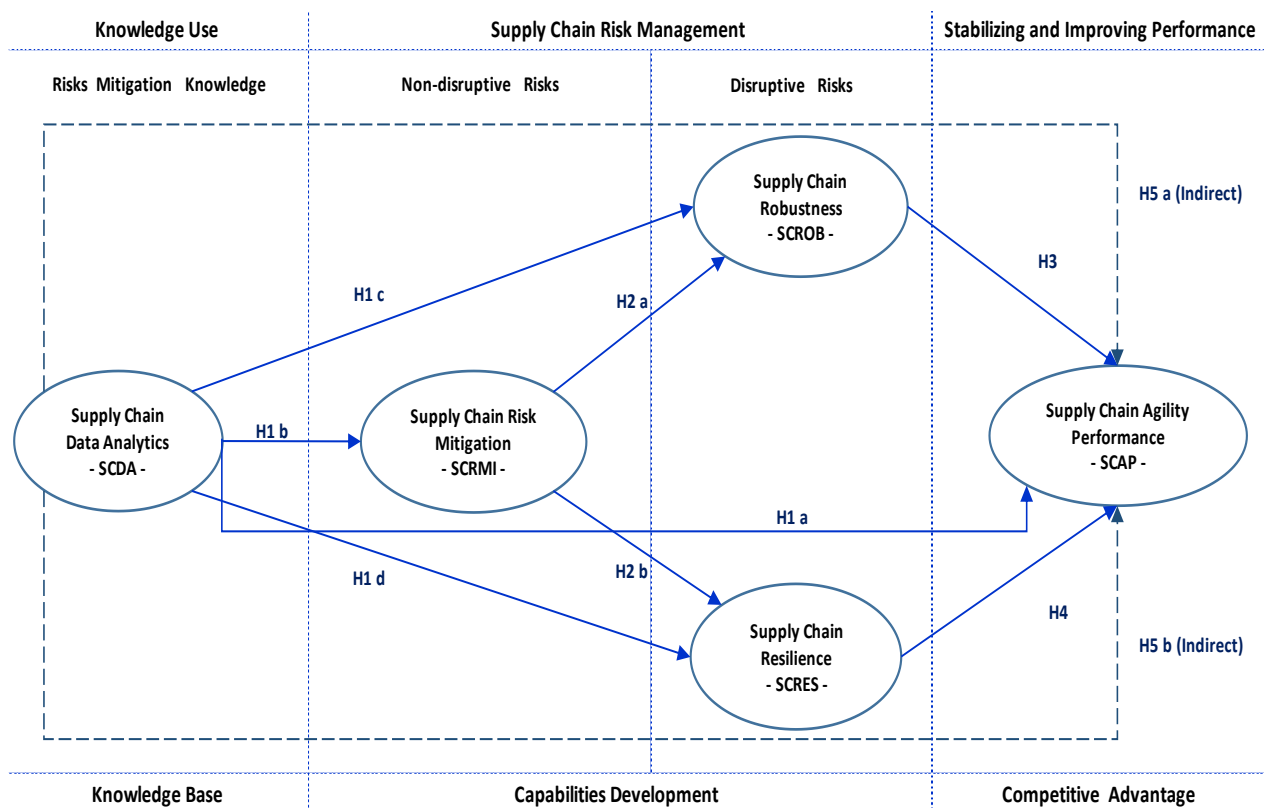 Knowledge Use
Supply Chain Risk Management
Stabilizing and Improving Performance
Risks Mitigation Knowledge
Non-disruptive Risks
Disruptive Risks
Supply Chain
Robustness
- SCROB -
H5 a (Indirect)
H3
H1 c
H2 a
Supply Chain
Data Analytics
- SCDA -
H1 b
Supply Chain Risk
Mitigation
- SCRMI -
Supply Chain Agility
Performance
- SCAP -
H1 a
H1 d
H2 b
Supply Chain
Resilience
- SCRES -
H4
H5 b (Indirect)
Knowledge Base
Capabilities Development
Competitive Advantage